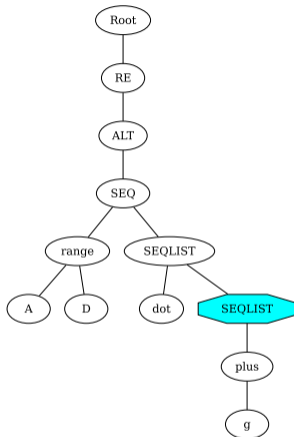 Root
RE
ALT
SEQ
range SEQLIST
A D dot SEQLIST
plus
g